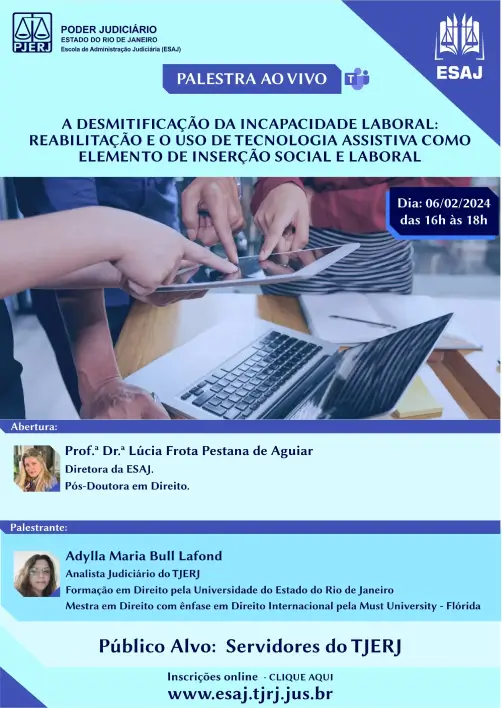 PJERJ
PODER JUDICIÁRIO
ESTADO DO RIO DE JANEIRO
Escola de Administração Judiciária (ESAJ)
ESAJ
PALESTRA AO VIVO
A DESMITIFICAÇÃO DA INCAPACIDADE LABORAL:
REABILITAÇÃO E O USO DE TECNOLOGIA ASSISTIVA COMO
ELEMENTO DE INSERÇÃO SOCIAL E LABORAL
Dia: 06/02/2024
das 16h às 18h
Abertura:
Prof.ª Dr.ª Lúcia Frota Pestana de Aguiar
Diretora da ESAJ.
Pós-Doutora em Direito.
Palestrante:
Adylla Maria Bull Lafond
Analista Judiciário do TJERJ
Formação em Direito pela Universidade do Estado do Rio de Janeiro
Mestra em Direito com ênfase em Direito Internacional pela Must University - Flórida
Público Alvo: Servidores do TJERJ
Inscrições online - CLIQUE AQUI
www.esaj.tjrj.jus.br